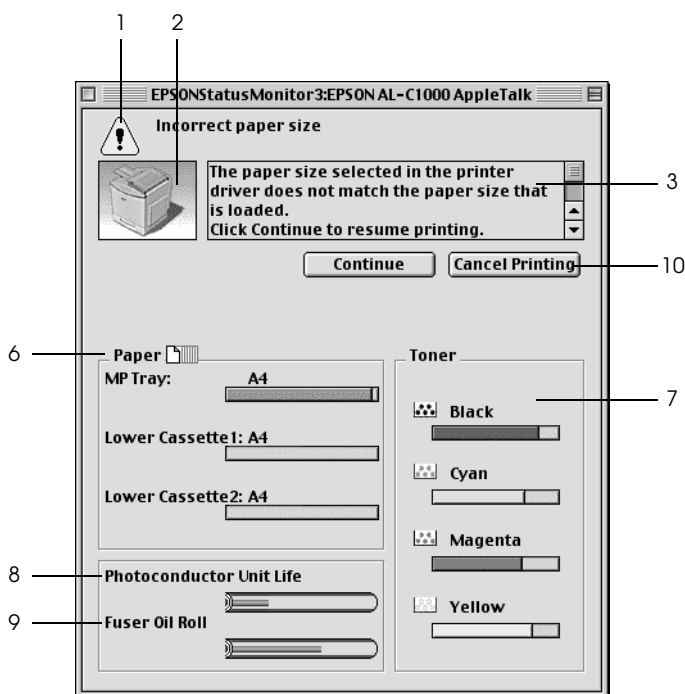 1 2
EPSONStatusMonitor3:EPSON AL-C1000 AppleTalk
Incorrect paper size
The paper size selected in the printer
driver does not match the paper size that
is loaded.
Click Continue to resume printing.
3
Continue Cancel Printing
10
6
Paper
MP Tray: A4
Lower Cassette1: A4
Lower Cassette2: A4
Toner
7
Black
Cyan
Magenta
Yellow
8
Photoconductor Unit Life
9
Fuser Oil Roll